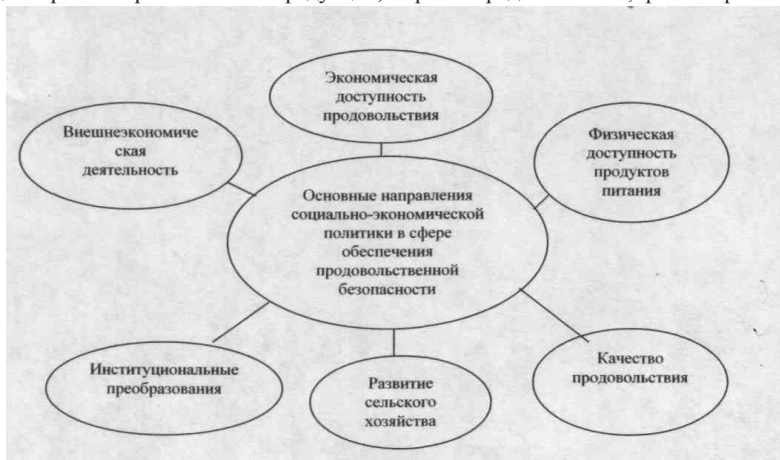 Экономическая
доступность
продовольствия
Внешнеэкономиче
ская
деятельность
Физическая
доступность
продуктов
питания
Основные направления
социально-экономической
политики в сфере
обеспечения
продовольственной
безопасности
Институциональные
преобразования
Развитие
сельского
хозяйства
Качество
продовольствия